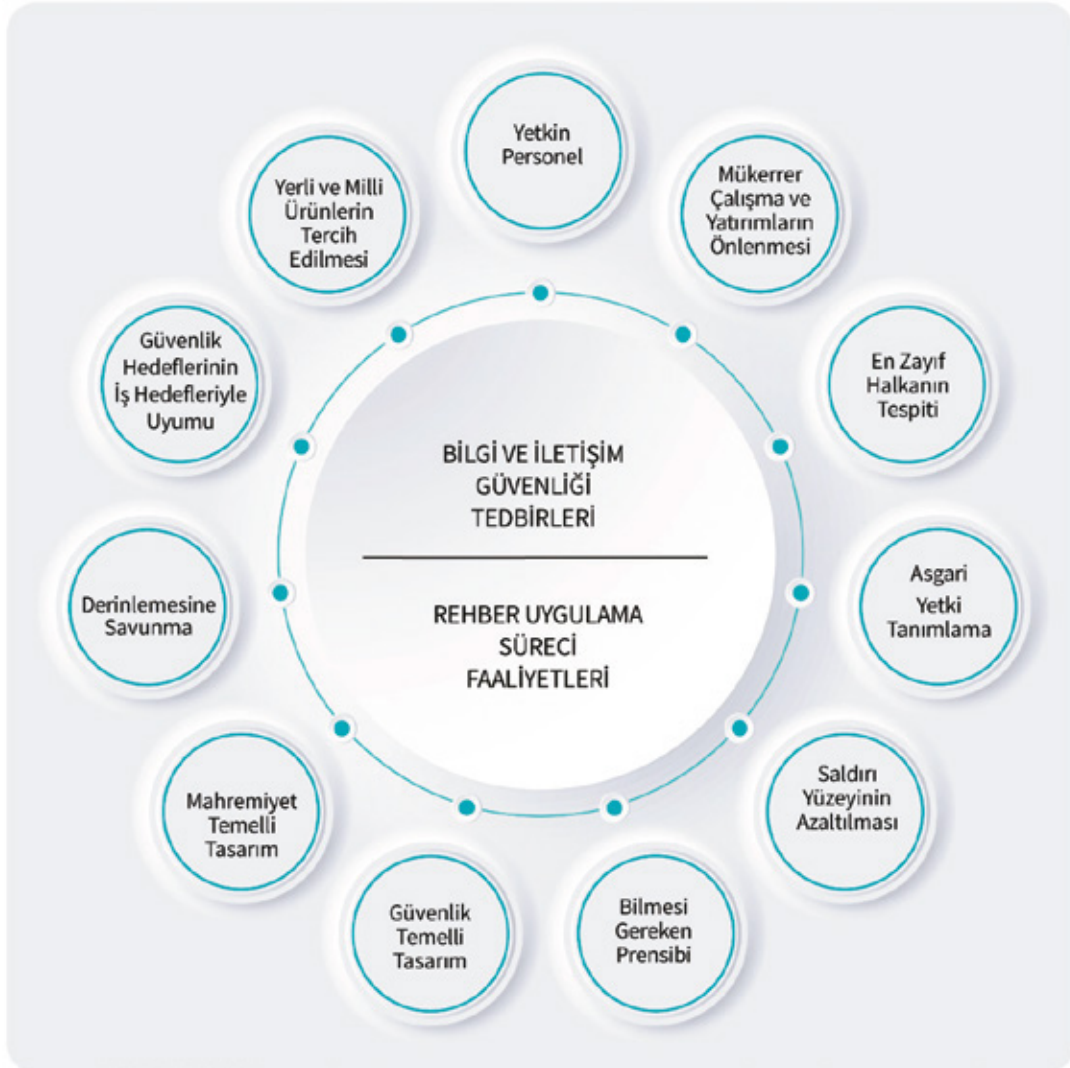 Yetkin
Personel
Mükerrer
Çalışma ve
Yatırımların
Önlenmesi
En Zayıf
Halkanın
Tespiti
Asgari
Yetki
Tanımlama
Saldırı
Yüzeyinin
Azaltılması
Bilmesi
Gereken
Prensibi
Güvenlik
Temelli
Tasarım
Mahremiyet
Temelli
Tasarım
Derinlemesine
Savunma
Güvenlik
Hedeflerinin
İş Hedefleriyle
Uyumu
Yerli ve Milli
Ürünlerin
Tercih
Edilmesi
BİLGİ VE İLETİŞİM
GÜVENLİĞİ
TEDBİRLERİ
REHBER UYGULAMA
SÜRECİ
FAALİYETLERİ